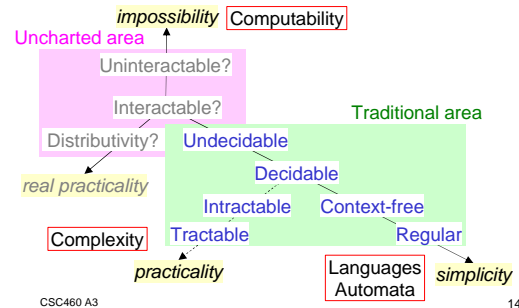 impossibility
Computability
Uncharted area
Uninteractable?
Interactable?
Traditional area
Distributivity?
Undecidable
Decidable
real practicality
Intractable
Context-free
Complexity
Tractable
Regular
practicality
Languages
Automata
simplicity
CSC460 A3
14